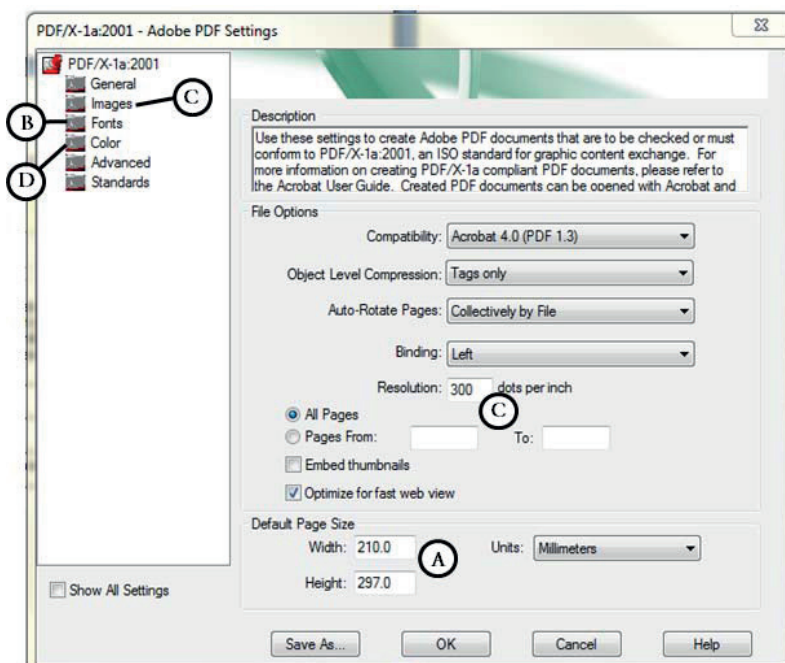 PDF/X-1a:2001 - Adobe PDF Settings
PDF/X-1a:2001
General
Images
C
B
Fonts
Color
D
Advanced
Standards
Show All Settings
Description
Use these settings to create Adobe PDF documents that are to be checked or must
conform to PDF/X-1a:2001, an ISO standard for graphic content exchange. For
more information on creating PDF/X-1a compliant PDF documents, please refer to
the Acrobat User Guide. Created PDF documents can be opened with Acrobat and
File Options
Compatibility: Acrobat 4.0 (PDF 1.3)
Object Level Compression: Tags only
Auto-Rotate Pages: Collectively by File
Binding: Left
Resolution: 300 dots per inch
C
All Pages
Pages From: To:
Embed thumbnails
Optimize for fast web view
Default Page Size
Width: 210.0 Units: Millimeters
A
Height: 297.0
Save As... OK Cancel Help